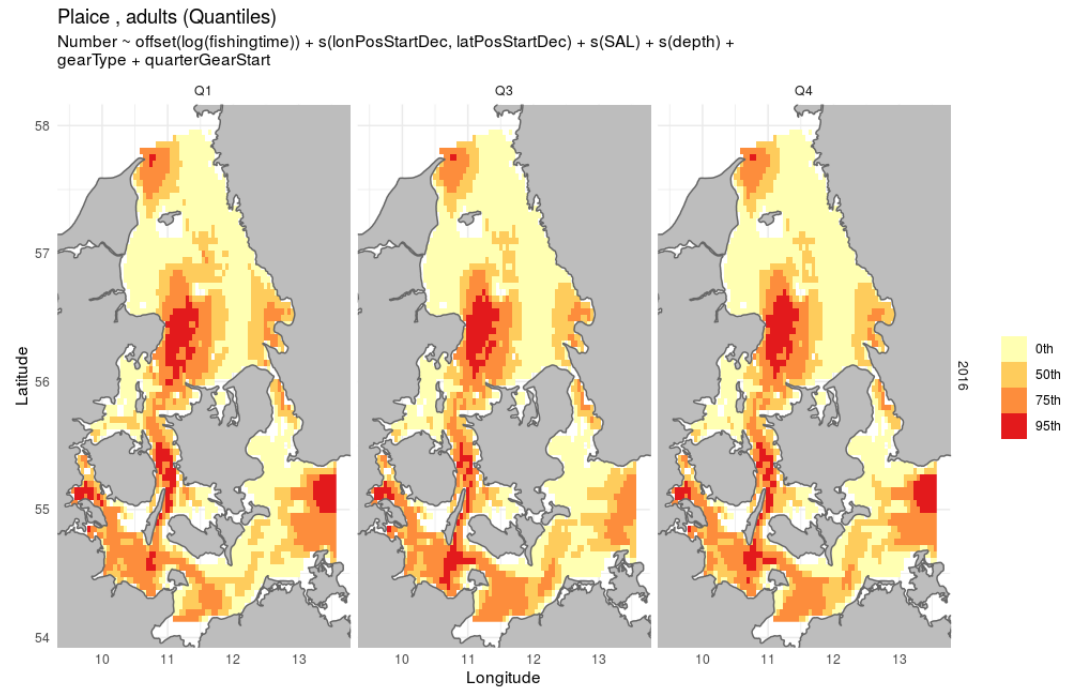 Plaice , adults (Quantiles)
Number ~ offset(log(fishingtime)) + s(lonPosStartDec, latPosStartDec) + s(SAL) + s(depth) +
gearType + quarterGearStart
Q1 Q3 Q4
58
57
56
55
54
Latitude
10 11 12 13 10 11 12 13 10 11 12 13
Longitude
2016
0th
50th
75th
95th